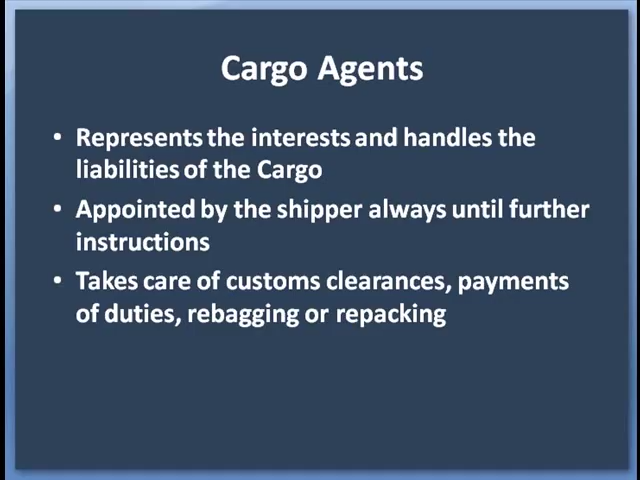 Cargo Agents
• Represents the interests and handles the
liabilities of the Cargo
• Appointed by the shipper always until further
instructions
• Takes care of customs clearances, payments
of duties, rebagging or repacking